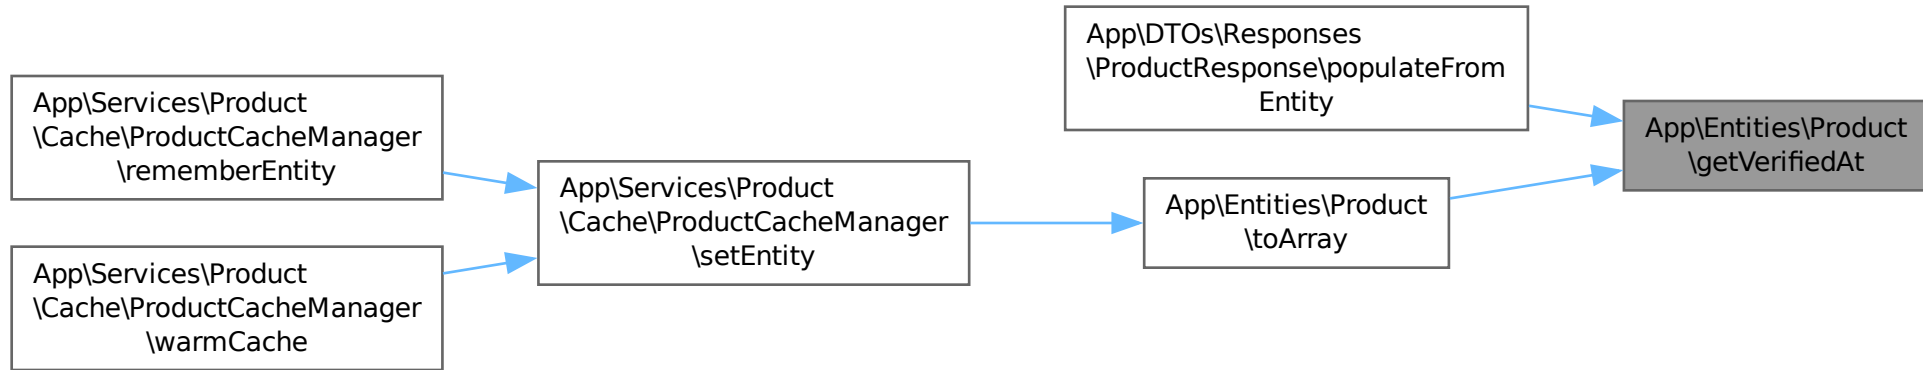 App\Services\Product
\Cache\ProductCacheManager
\rememberEntity
App\Services\Product
\Cache\ProductCacheManager
\warmCache
App\Services\Product
\Cache\ProductCacheManager
\setEntity
App\DTOs\Responses
\ProductResponse\populateFrom
Entity
App\Entities\Product
\toArray
App\Entities\Product
\getVerifiedAt